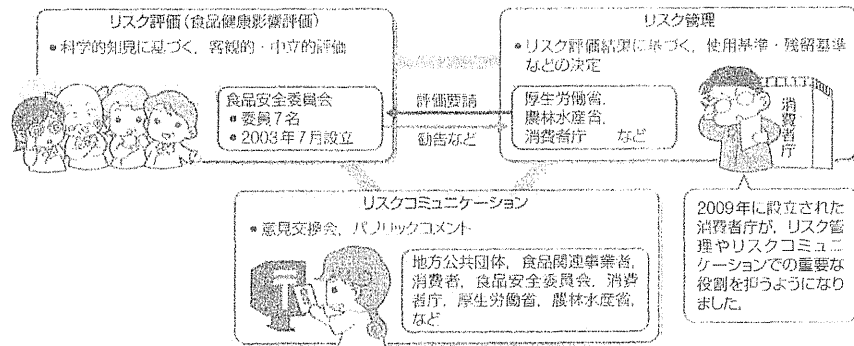 リスク評価(食品健康影響評価)
●科学的知見に基づく,客観的・中立的評価
食品安全委員会
●委員7名
●2003年7月設立
評価要請
勧告など
リスク管理
●リスク評価結果に基づく,使用基準・残留基準
などの決定
厚生労働省,
農林水産省,
消費者庁 など
消費者庁
リスクコミュニケーション
●意見交換会,パブリックコメント
地方公共団体,食品関連事業者,
消費者,食品安全委員会,消費
者庁,厚生労働省,農林水産省,
など
2009年に設立された
消費者庁が,リスク管
理やリスクコミュニ
ケーションでの重要な
役割を担うようになり
ました。